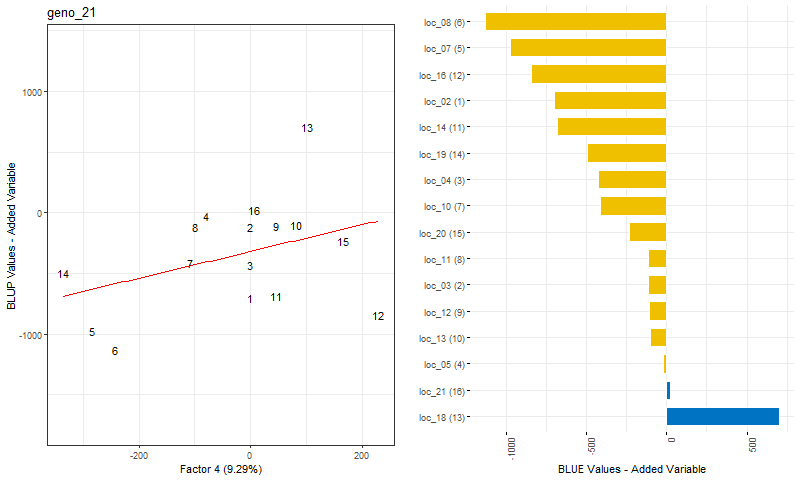 geno_21
BLUP Values - Added Variable
1000
0
-1000
13
16
4
8
2
9
10
15
7
3
14
1
11
12
5
6
-200
0
200
Factor 4 (9.29%)
loc_08 (6)
loc_07 (5)
loc_16 (12)
loc_02 (1)
loc_14 (11)
loc_19 (14)
loc_04 (3)
loc_10 (7)
loc_20 (15)
loc_11 (8)
loc_03 (2)
loc_12 (9)
loc_13 (10)
loc_05 (4)
loc_21 (16)
loc_18 (13)
-1000
-500
0
500
BLUE Values - Added Variable